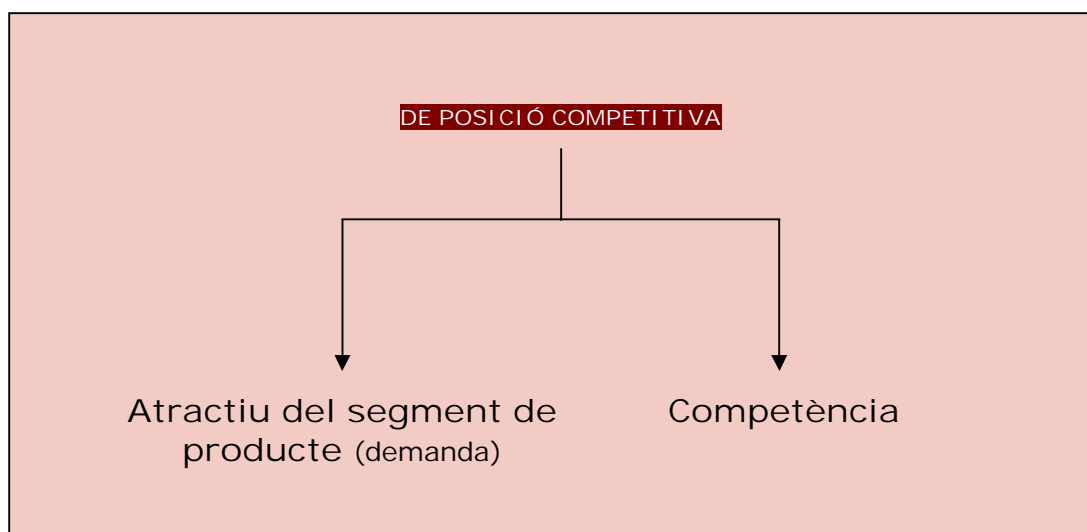 DE POSICIÓ COMPETITIVA
Atractiu del segment de
producte (demanda)
Competència